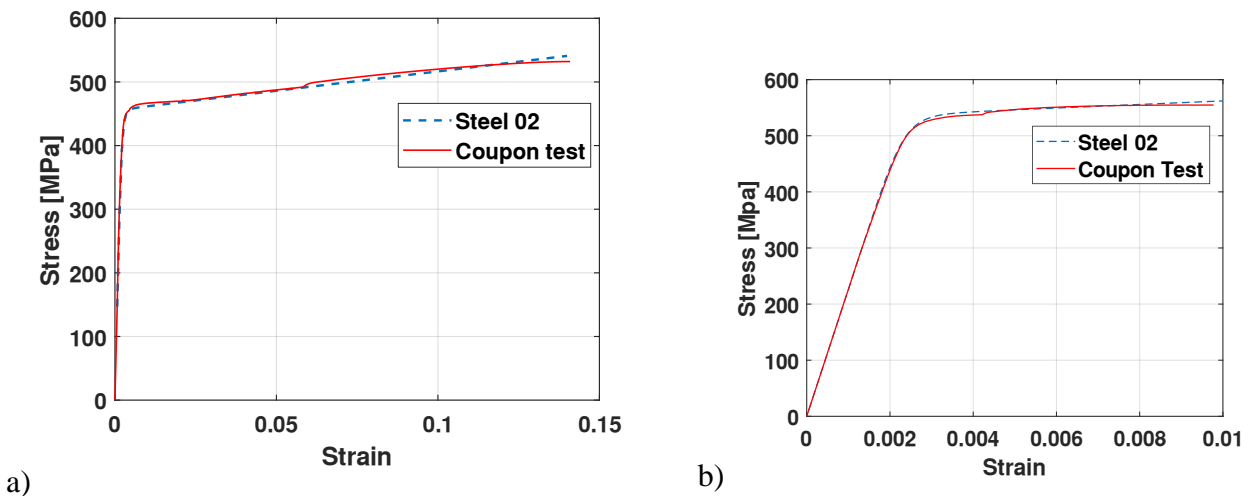 600
500
400
300
200
100
0
Stress [MPa]
Steel 02
Coupon test
0
0.05
0.1
0.15
Strain
a)
600
500
400
300
200
100
0
Stress [Mpa]
Steel 02
Coupon Test
0
0.002
0.004
0.006
0.008
0.01
Strain
b)